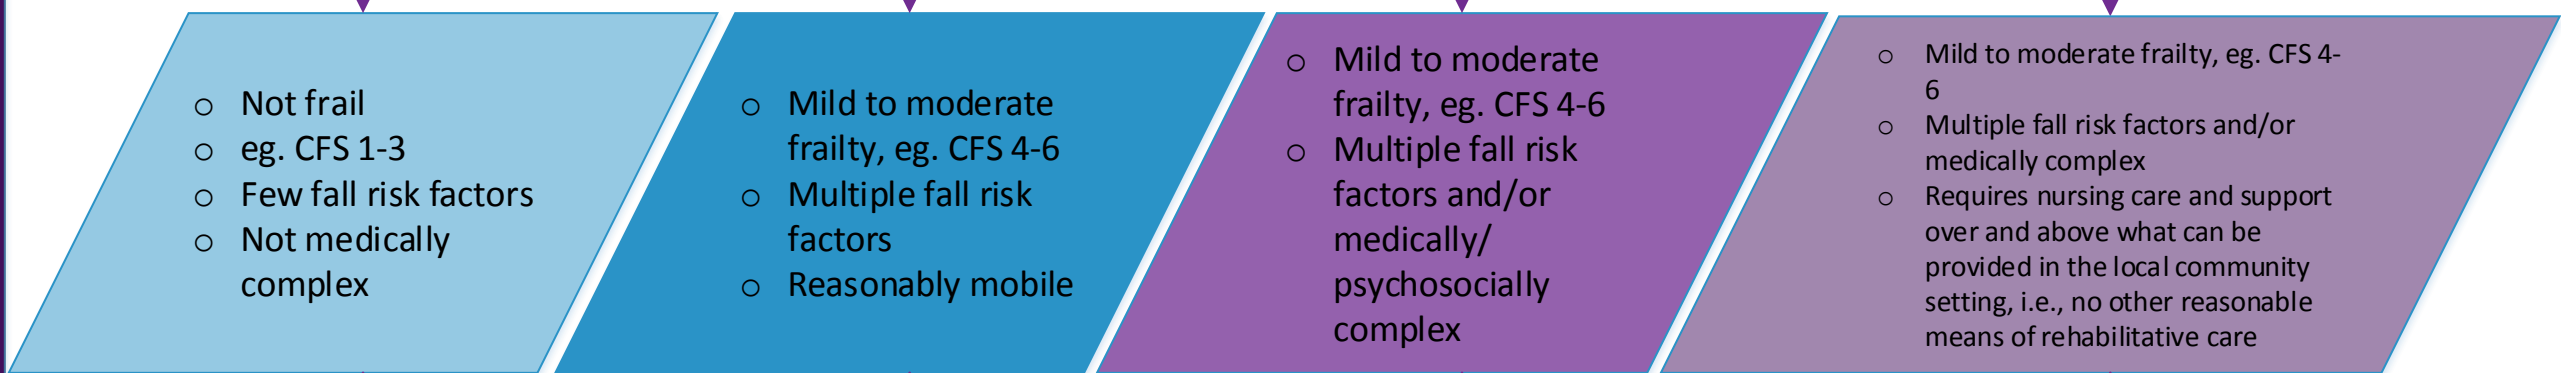 ○ Not frail
○ eg. CFS 1-3
○ Few fall risk factors
○ Not medically
complex
○ Mild to moderate
frailty, eg. CFS 4-6
○ Multiple fall risk
factors
○ Reasonably mobile
○ Mild to moderate
frailty, eg. CFS 4-6
○ Multiple fall risk
factors and/or
medically/
psychosocially
complex
○ Mild to moderate frailty, eg. CFS 4-
6
○ Multiple fall risk factors and/or
medically complex
○ Requires nursing care and support
over and above what can be
provided in the local community
setting, i.e., no other reasonable
means of rehabilitative care